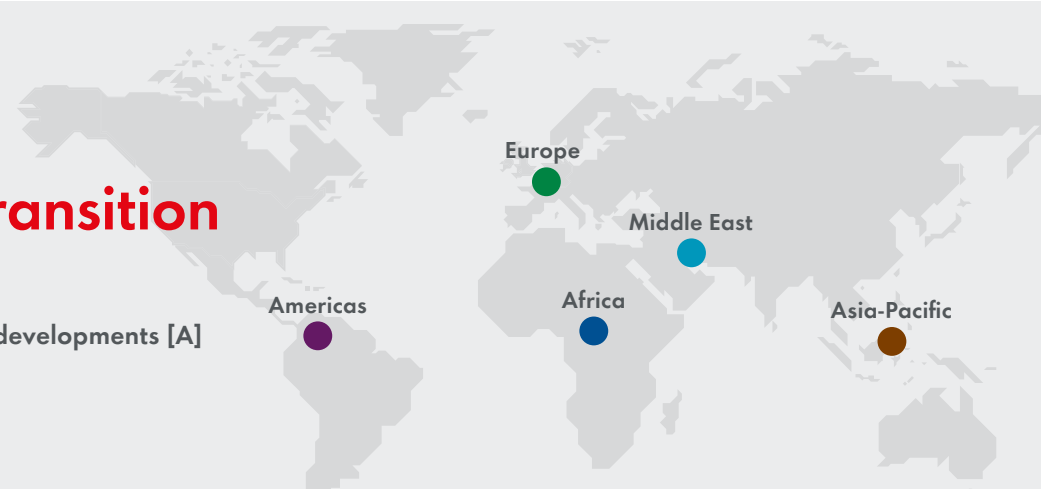 Europe
ransition
Middle East
Africa
Americas
Asia-Pacific
developments [A]